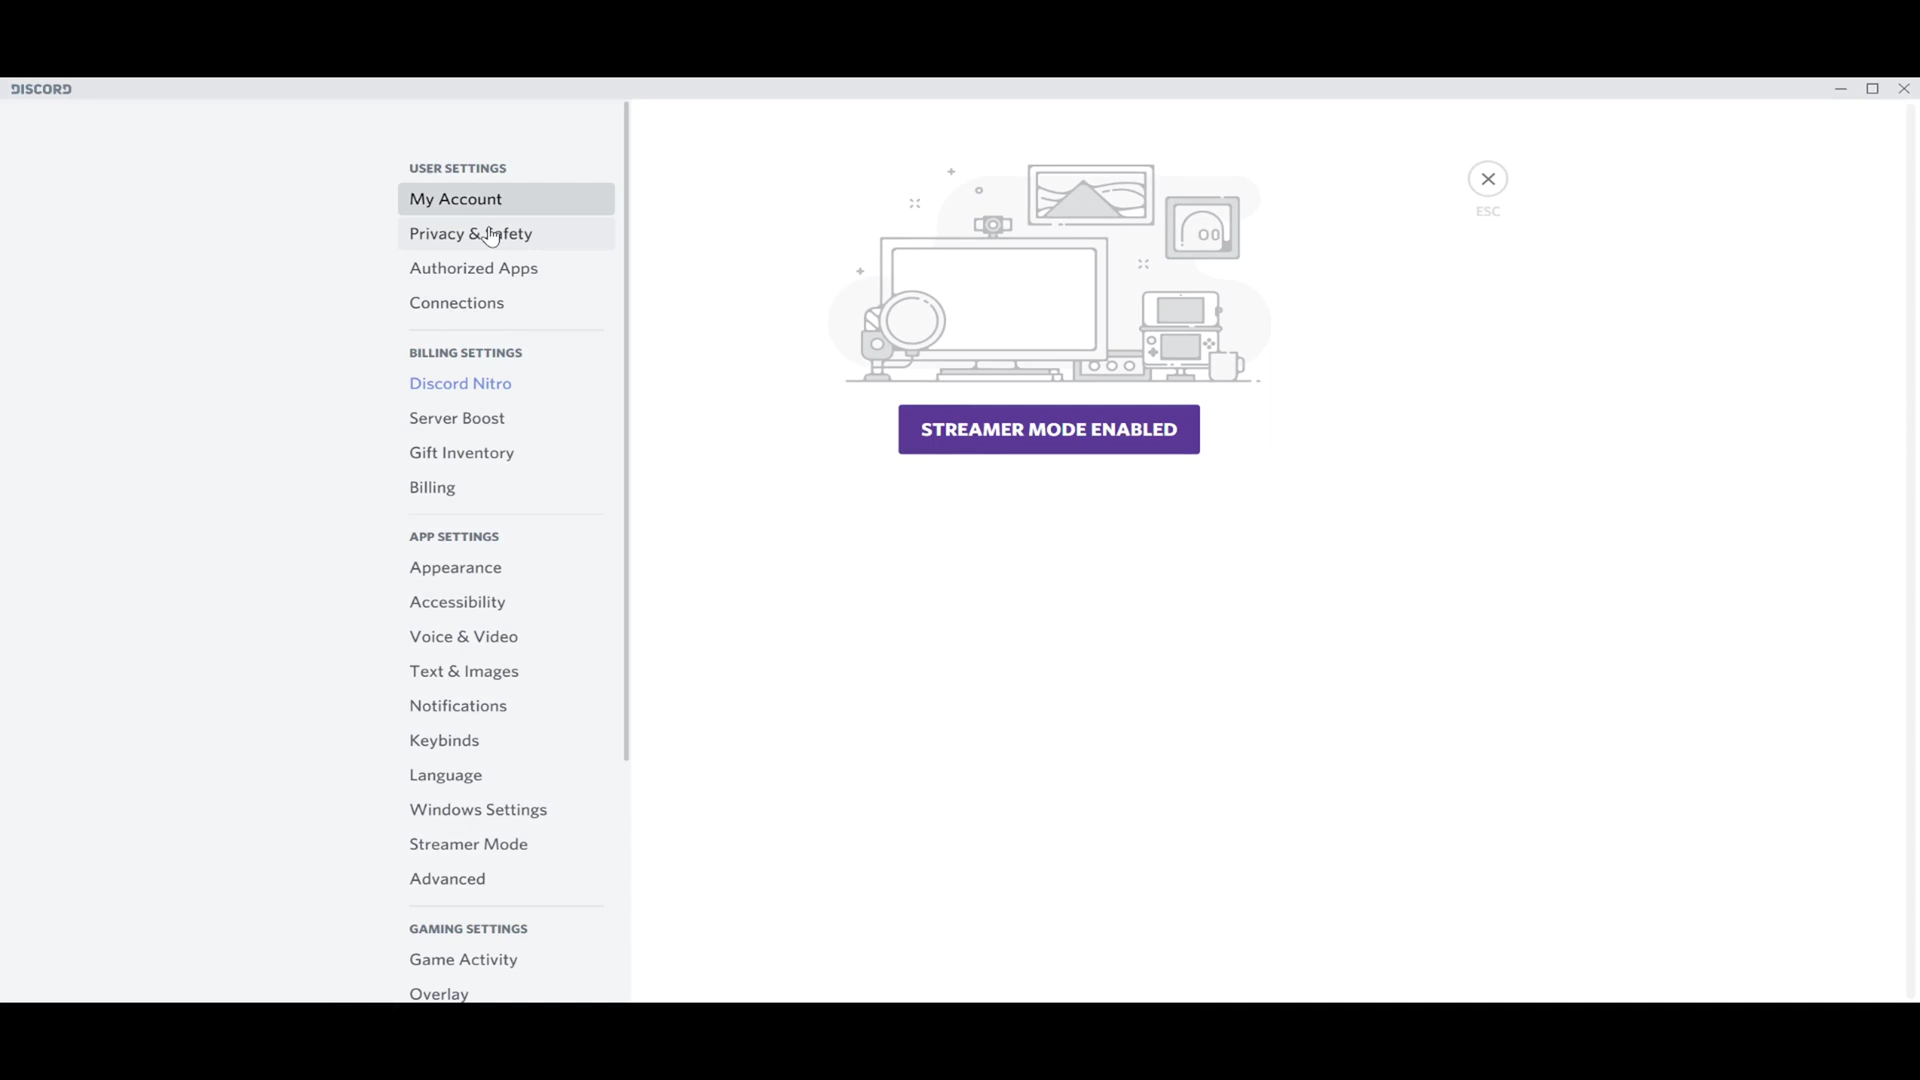 DISCORD
USER SETTINGS
My Account
Privacy & Safety
Authorized Apps
Connections
BILLING SETTINGS
Discord Nitro
Server Boost
Gift Inventory
Billing
APP SETTINGS
Appearance
Accessibility
Voice & Video
Text & Images
Notifications
Keybinds
Language
Windows Settings
Streamer Mode
Advanced
GAMING SETTINGS
Game Activity
Overlay
STREAMER MODE ENABLED
ESC